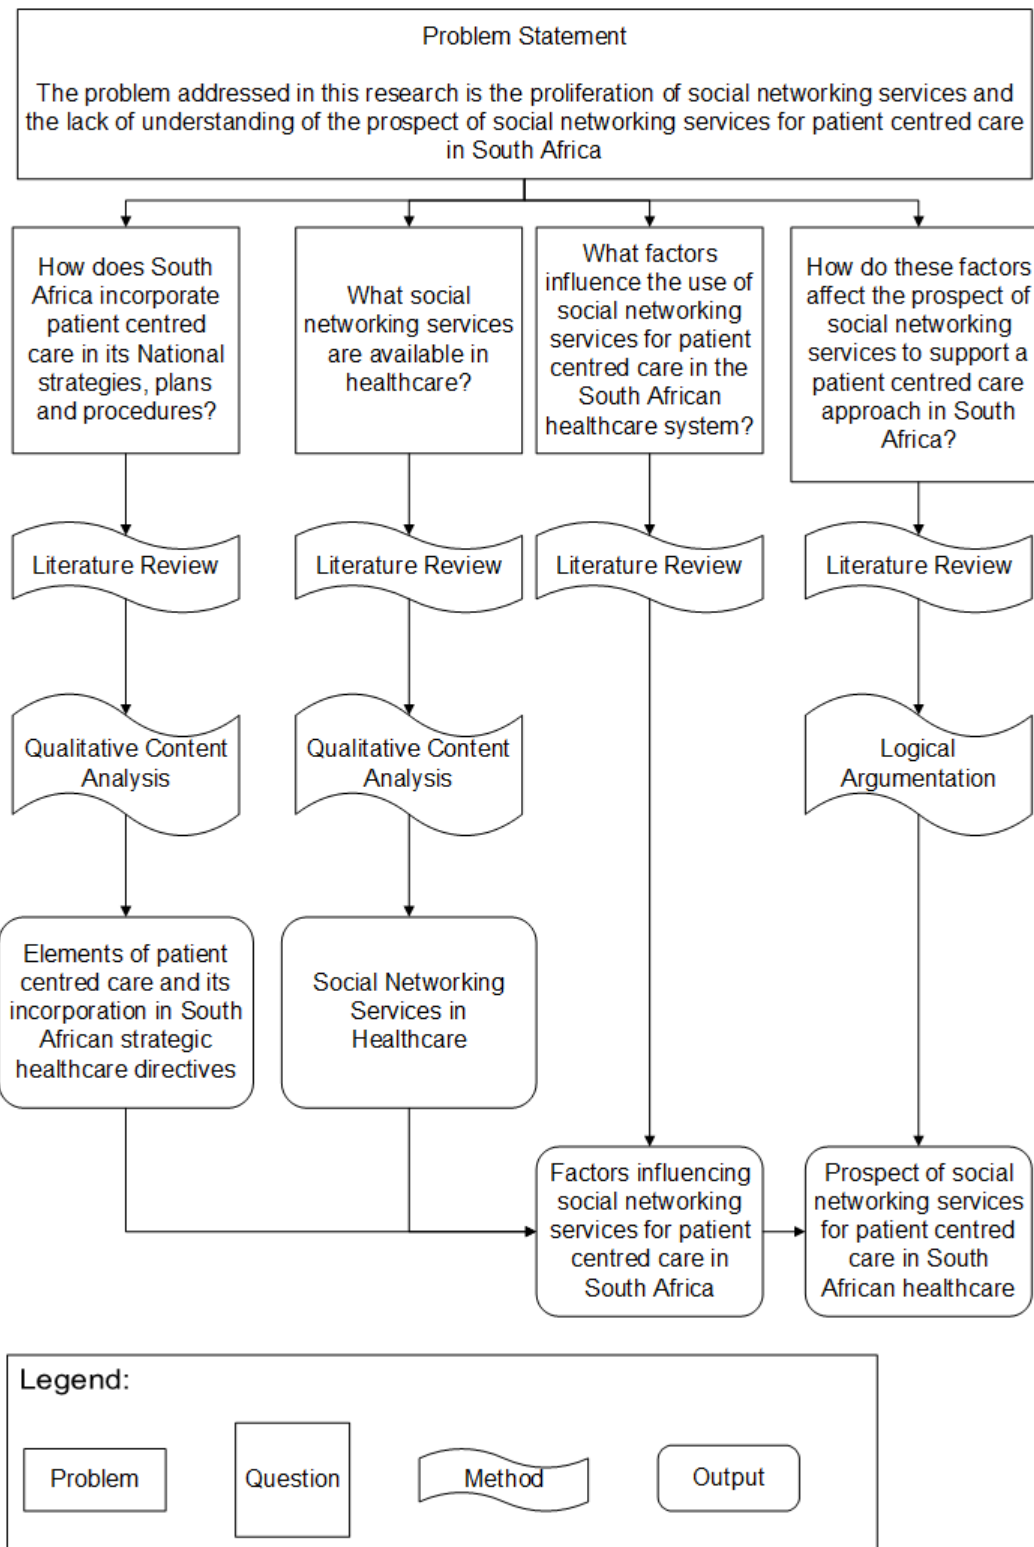 Problem Statement
The problem addressed in this research is the proliferation of social networking services and
the lack of understanding of the prospect of social networking services for patient centred care
in South Africa
How does South
Africa incorporate
patient centred
care in its National
strategies, plans
and procedures?
What social
networking services
are available in
healthcare?
What factors
influence the use of
social networking
services for patient
centred care in the
South African
healthcare system?
How do these factors
affect the prospect of
social networking
services to support a
patient centred care
approach in South
Africa?
Literature Review
Literature Review
Literature Review
Literature Review
Qualitative Content
Analysis
Qualitative Content
Analysis
Logical
Argumentation
Elements of patient
centred care and its
incorporation in South
African strategic
healthcare directives
Social Networking
Services in
Healthcare
Factors influencing
social networking
services for patient
centred care in
South Africa
Prospect of social
networking services
for patient centred
care in South
African healthcare
Legend:
Problem
Question
Method
Output